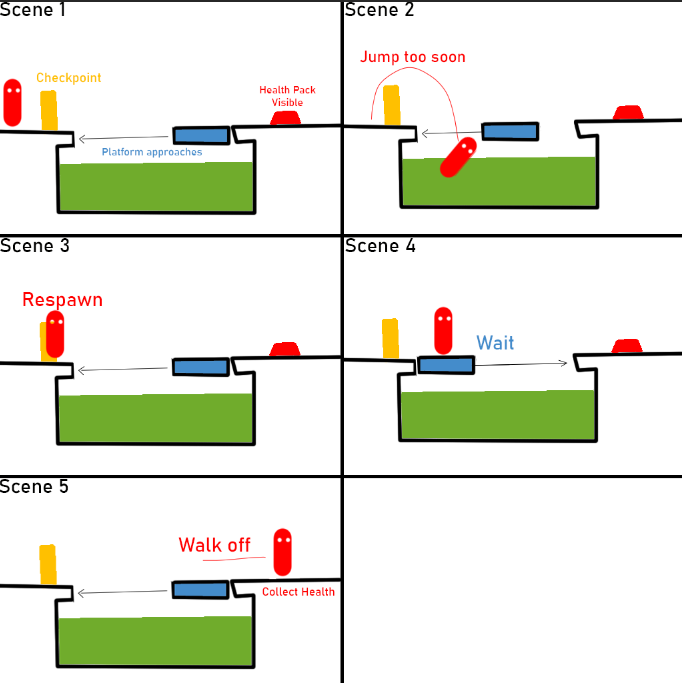 Scene 1
Checkpoint
Health Pack
Visible
Platform approaches
Scene 2
Jump too soon
Scene 3
Respawn
Scene 4
Wait
Scene 5
Walk off
Collect Health